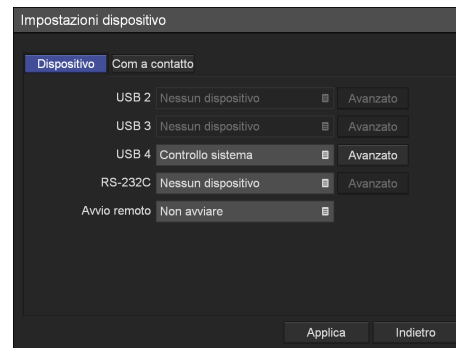 Impostazioni dispositivo
Dispositivo Com a contatto
USB 2 Nessun dispositivo Avanzato
USB 3 Nessun dispositivo Avanzato
USB 4 Controllo sistema Avanzato
RS-232C Nessun dispositivo Avanzato
Avvio remoto Non avviare
Applica Indietro